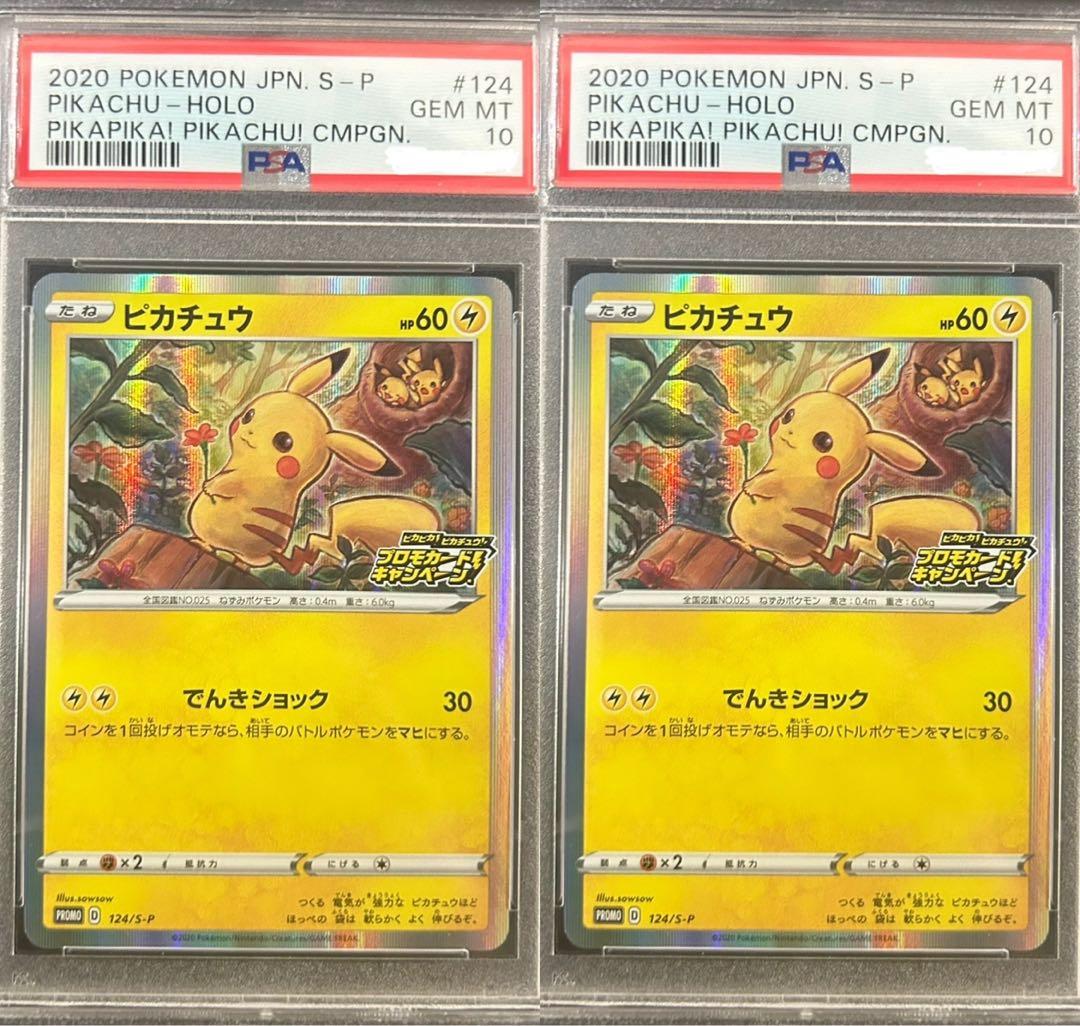 2020 POKEMON JPN. S-P #124
PIKACHU-HOLO GEM MT
PIKAPIKA! PIKACHU! CMPGN. 10
PSA
たね ピカチュウ HP60
ピカピカ! ピカチュウ!
プロモカード
キャンペーン!
全国図鑑NO.025 ねずみポケモン 高さ:0.4m 重さ:6.0kg
でんきショック 30
コインを1回投げオモテなら、相手のバトルポケモンをマヒにする。
弱点 ×2 抵抗力 にげる
Illus.sowsow
PROMO D 124/S-P
つくる 電気が 強力な ピカチュウほど
ほっぺの 袋は 軟らかく よく 伸びるぞ。
©2020 Pokémon/Nintendo/Creatures/GAME FREAK.
2020 POKEMON JPN. S-P #124
PIKACHU-HOLO GEM MT
PIKAPIKA! PIKACHU! CMPGN. 10
PSA
たね ピカチュウ HP60
ピカピカ! ピカチュウ!
プロモカード
キャンペーン!
全国図鑑NO.025 ねずみポケモン 高さ:0.4m 重さ:6.0kg
でんきショック 30
コインを1回投げオモテなら、相手のバトルポケモンをマヒにする。
弱点 ×2 抵抗力 にげる
Illus.sowsow
PROMO D 124/S-P
つくる 電気が 強力な ピカチュウほど
ほっぺの 袋は 軟らかく よく 伸びるぞ。
©2020 Pokémon/Nintendo/Creatures/GAME FREAK.